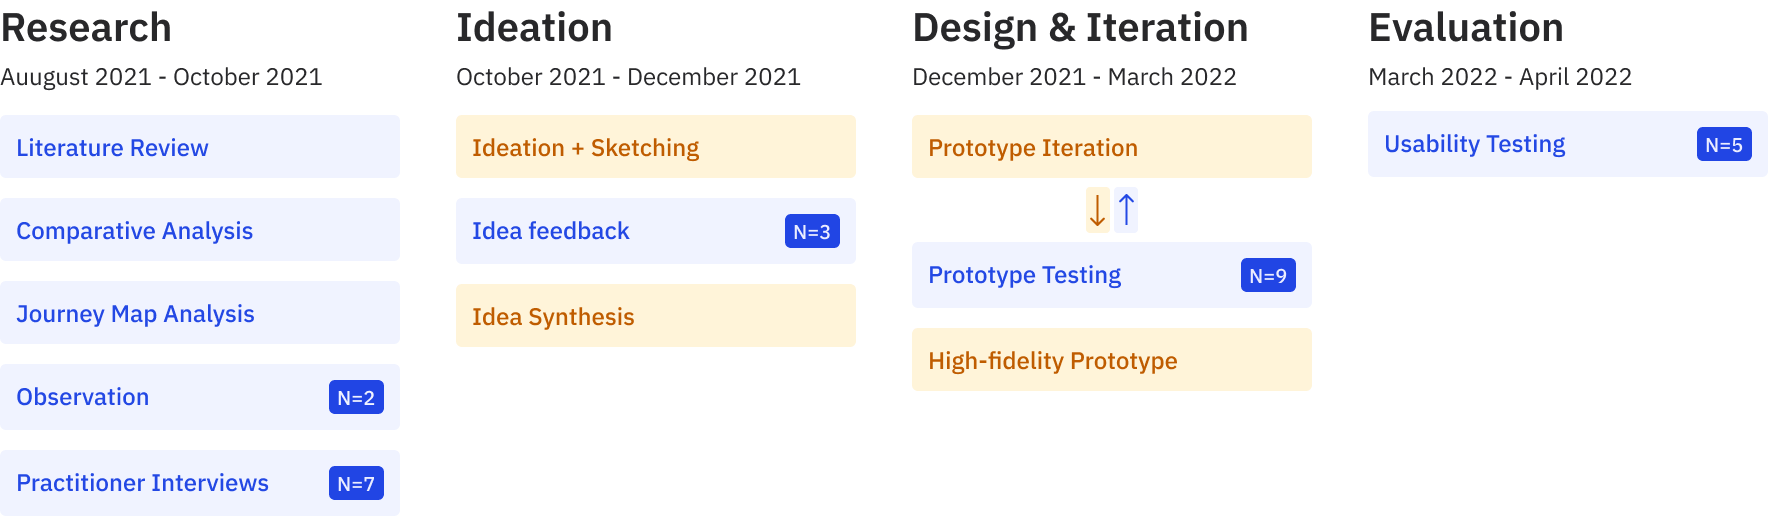 Research
Auugust 2021 - October 2021
Literature Review
Comparative Analysis
Journey Map Analysis
Observation N=2
Practitioner Interviews N=7
Ideation
October 2021 - December 2021
Ideation + Sketching
Idea feedback N=3
Idea Synthesis
Design & Iteration
December 2021 - March 2022
Prototype Iteration
↓ ↑
Prototype Testing N=9
High-fidelity Prototype
Evaluation
March 2022 - April 2022
Usability Testing N=5